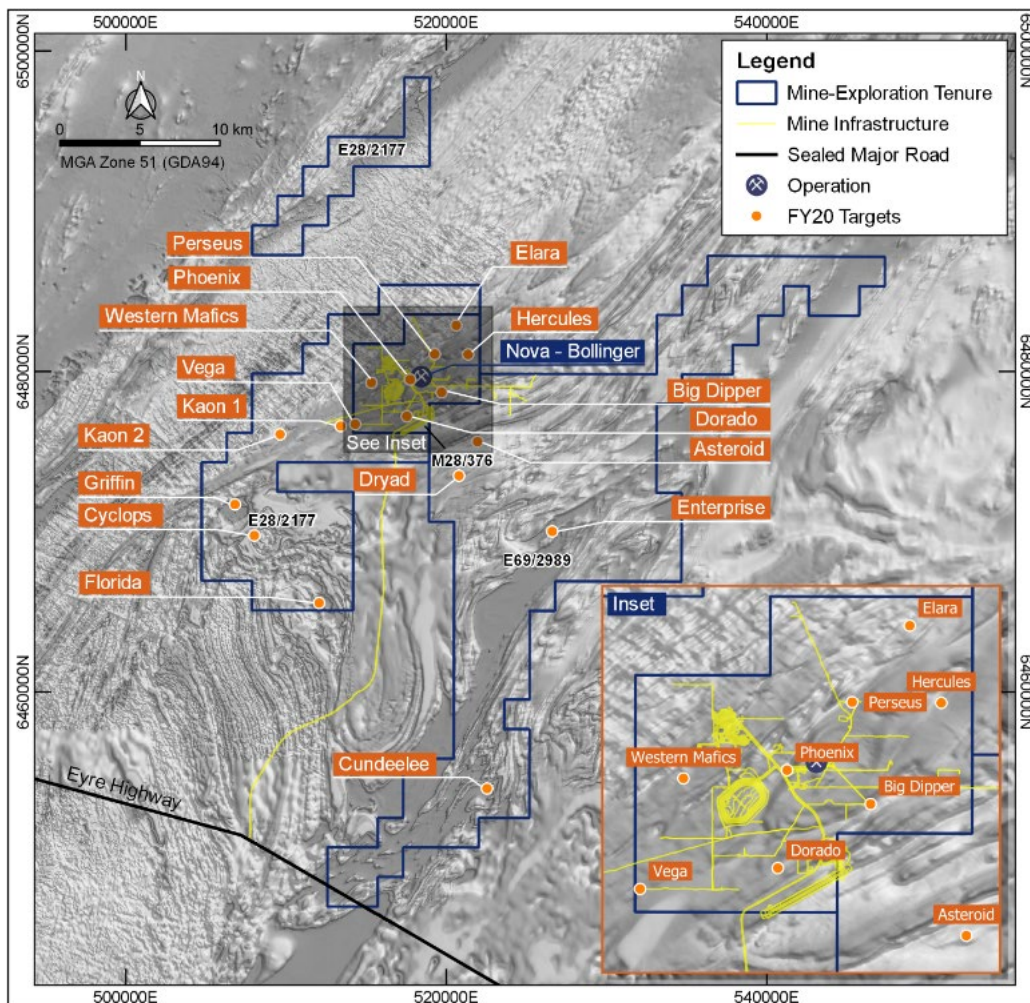 500000E
520000E
540000E
6500000N
6500000N
N
0 5 10 km
MGA Zone 51 (GDA94)
Legend
Mine-Exploration Tenure
Mine Infrastructure
Sealed Major Road
Operation
FY20 Targets
E28/2177
Perseus
Elara
Phoenix
Western Mafics
Hercules
Nova - Bollinger
Vega
6480000N
6480000N
Big Dipper
Kaon 1
Dorado
Kaon 2
See Inset
Asteroid
M28/376
Dryad
Griffin
Cyclops
E28/2177
Enterprise
E69/2989
Florida
Inset
Elara
Hercules
Perseus
6460000N
6460000N
Western Mafics
Phoenix
Big Dipper
Cundeelee
Eyre Highway
Dorado
Vega
Asteroid
500000E
520000E
540000E